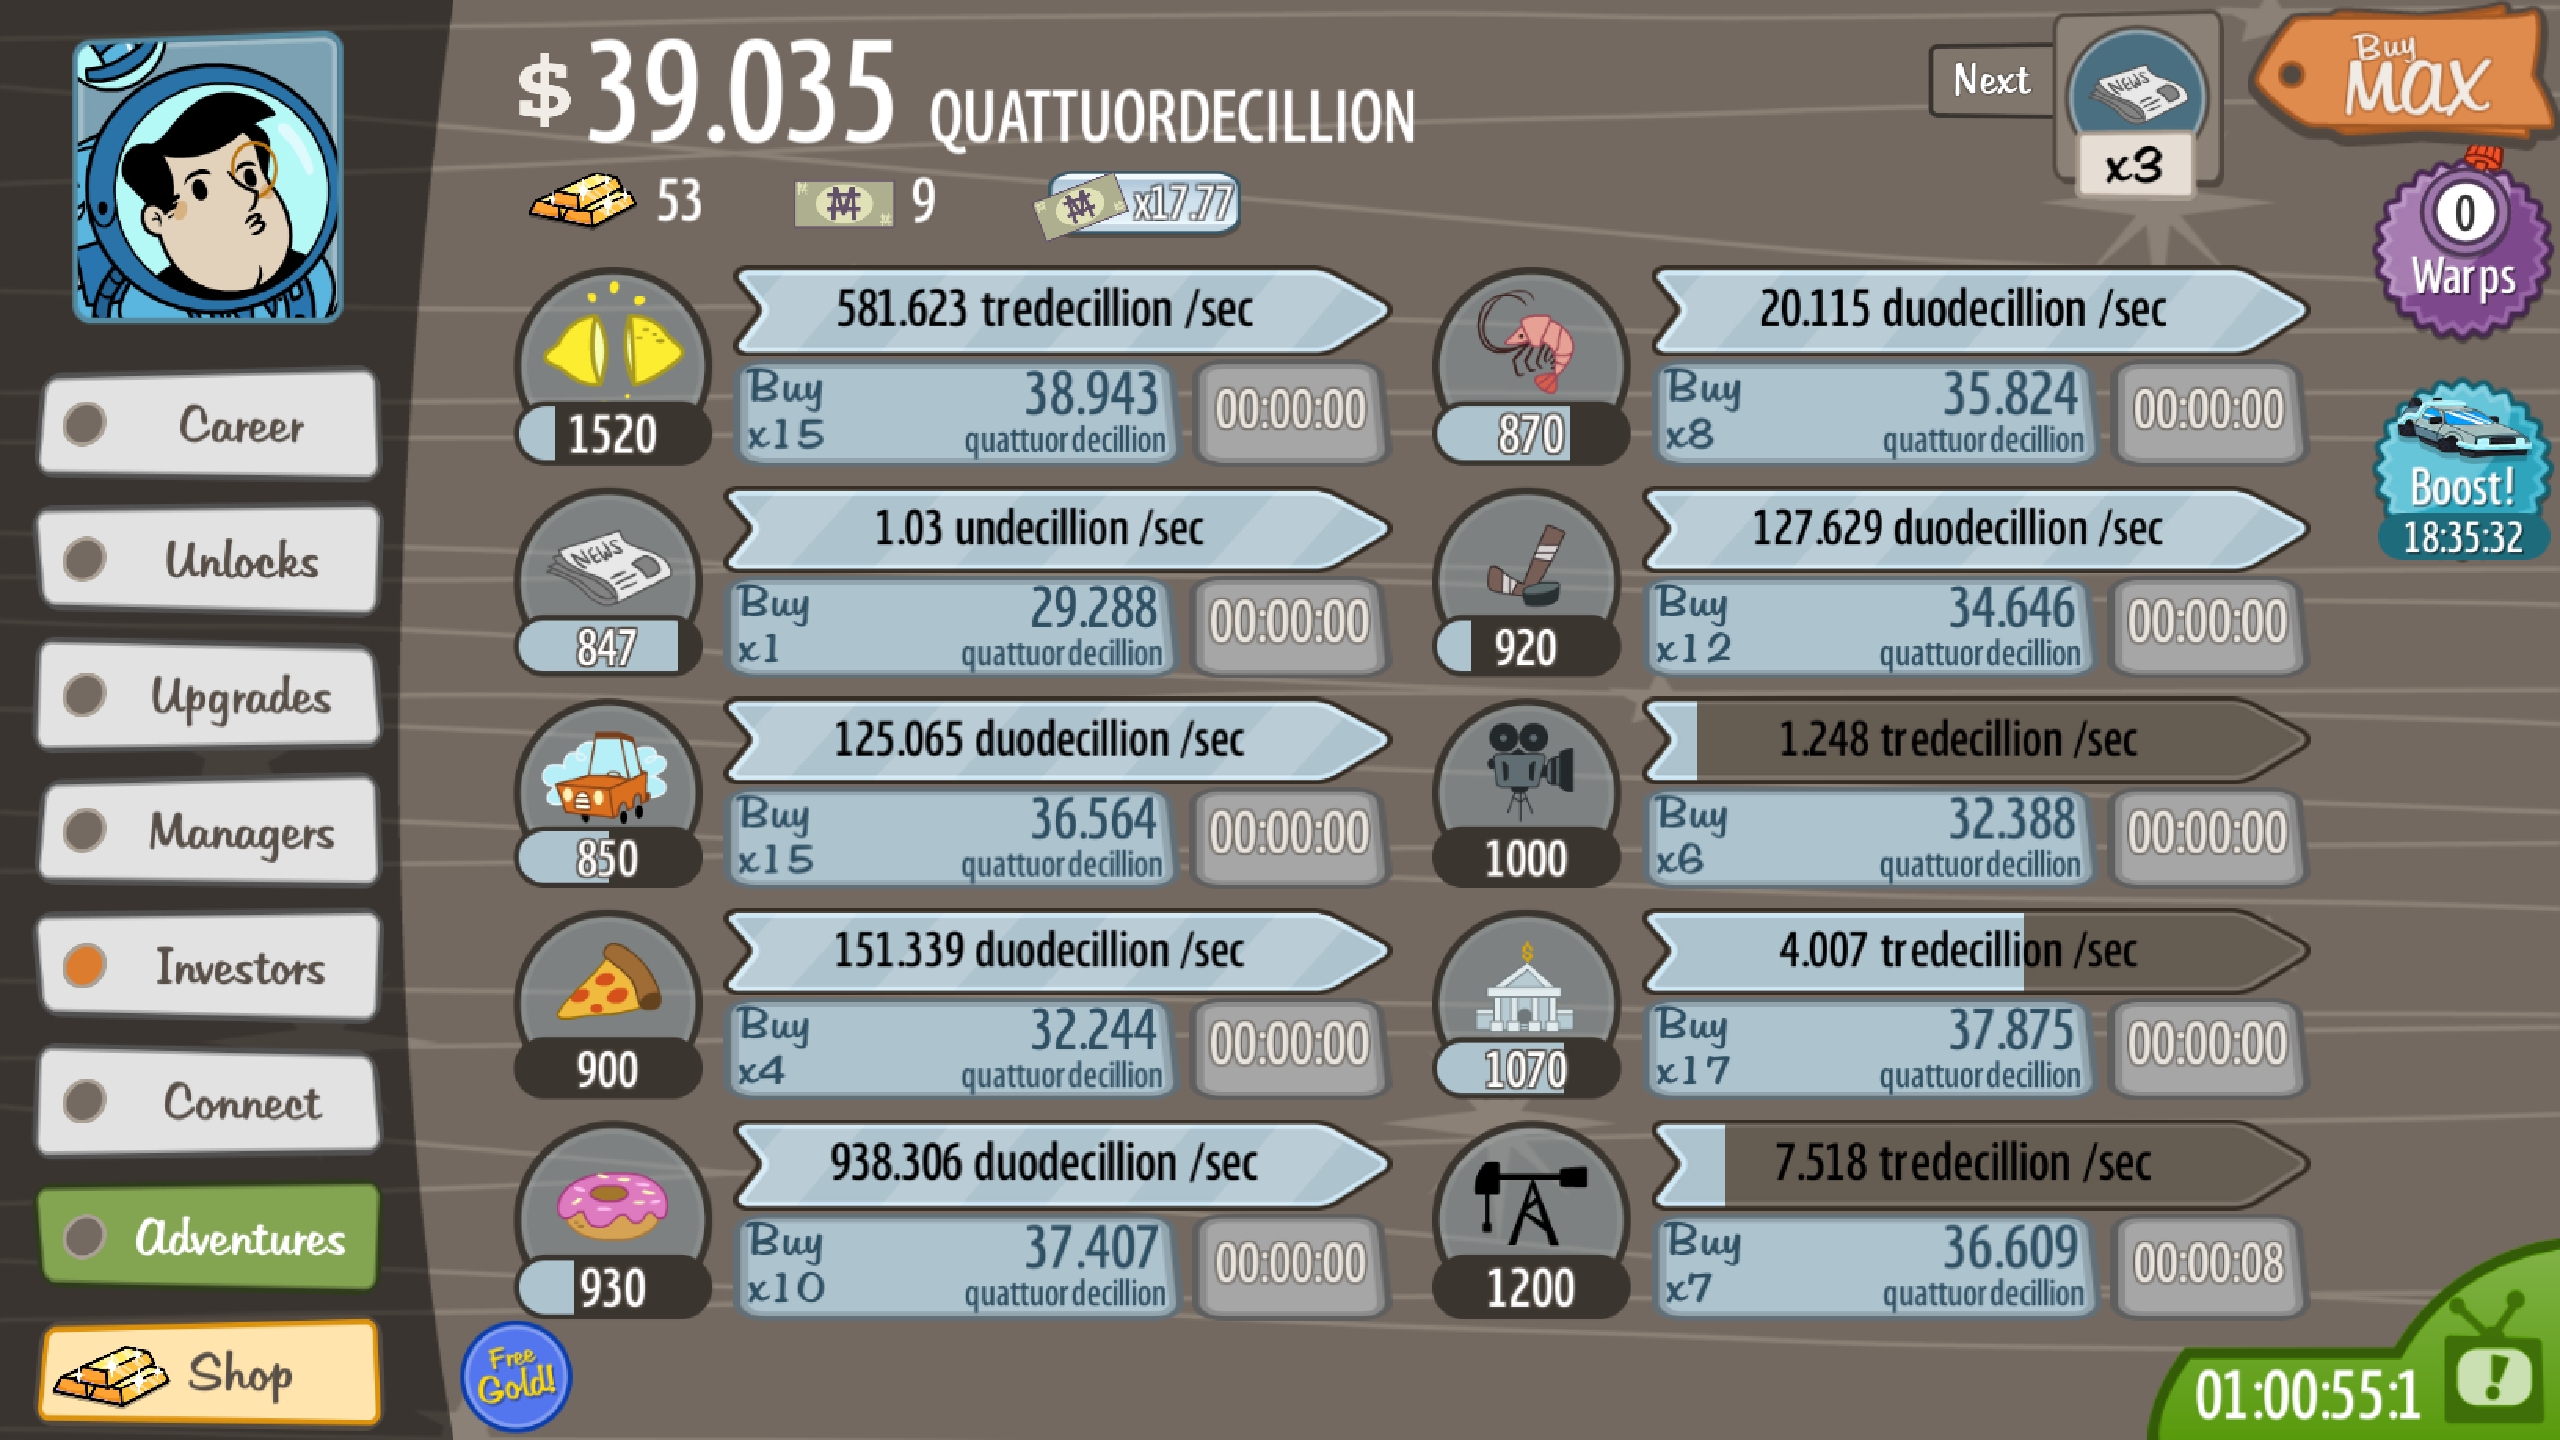 $ 39.035 QUATTUORDECILLION
53
9
x17.77
Next
NEWS
x3
Buy
MAX
0
Warps
Boost!
18:35:32
Career
Unlocks
Upgrades
Managers
Investors
Connect
Adventures
Shop
1520
581.623 tredecillion /sec
Buy
x15
38.943
quattuordecillion
00:00:00
NEWS
847
1.03 undecillion /sec
Buy
x1
29.288
quattuordecillion
00:00:00
850
125.065 duodecillion /sec
Buy
x15
36.564
quattuordecillion
00:00:00
900
151.339 duodecillion /sec
Buy
x4
32.244
quattuordecillion
00:00:00
930
938.306 duodecillion /sec
Buy
x10
37.407
quattuordecillion
00:00:00
870
20.115 duodecillion /sec
Buy
x8
35.824
quattuordecillion
00:00:00
920
127.629 duodecillion /sec
Buy
x12
34.646
quattuordecillion
00:00:00
1000
1.248 tredecillion /sec
Buy
x6
32.388
quattuordecillion
00:00:00
$
1070
4.007 tredecillion /sec
Buy
x17
37.875
quattuordecillion
00:00:00
1200
7.518 tredecillion /sec
Buy
x7
36.609
quattuordecillion
00:00:08
Free
Gold!
01:00:55:1
!